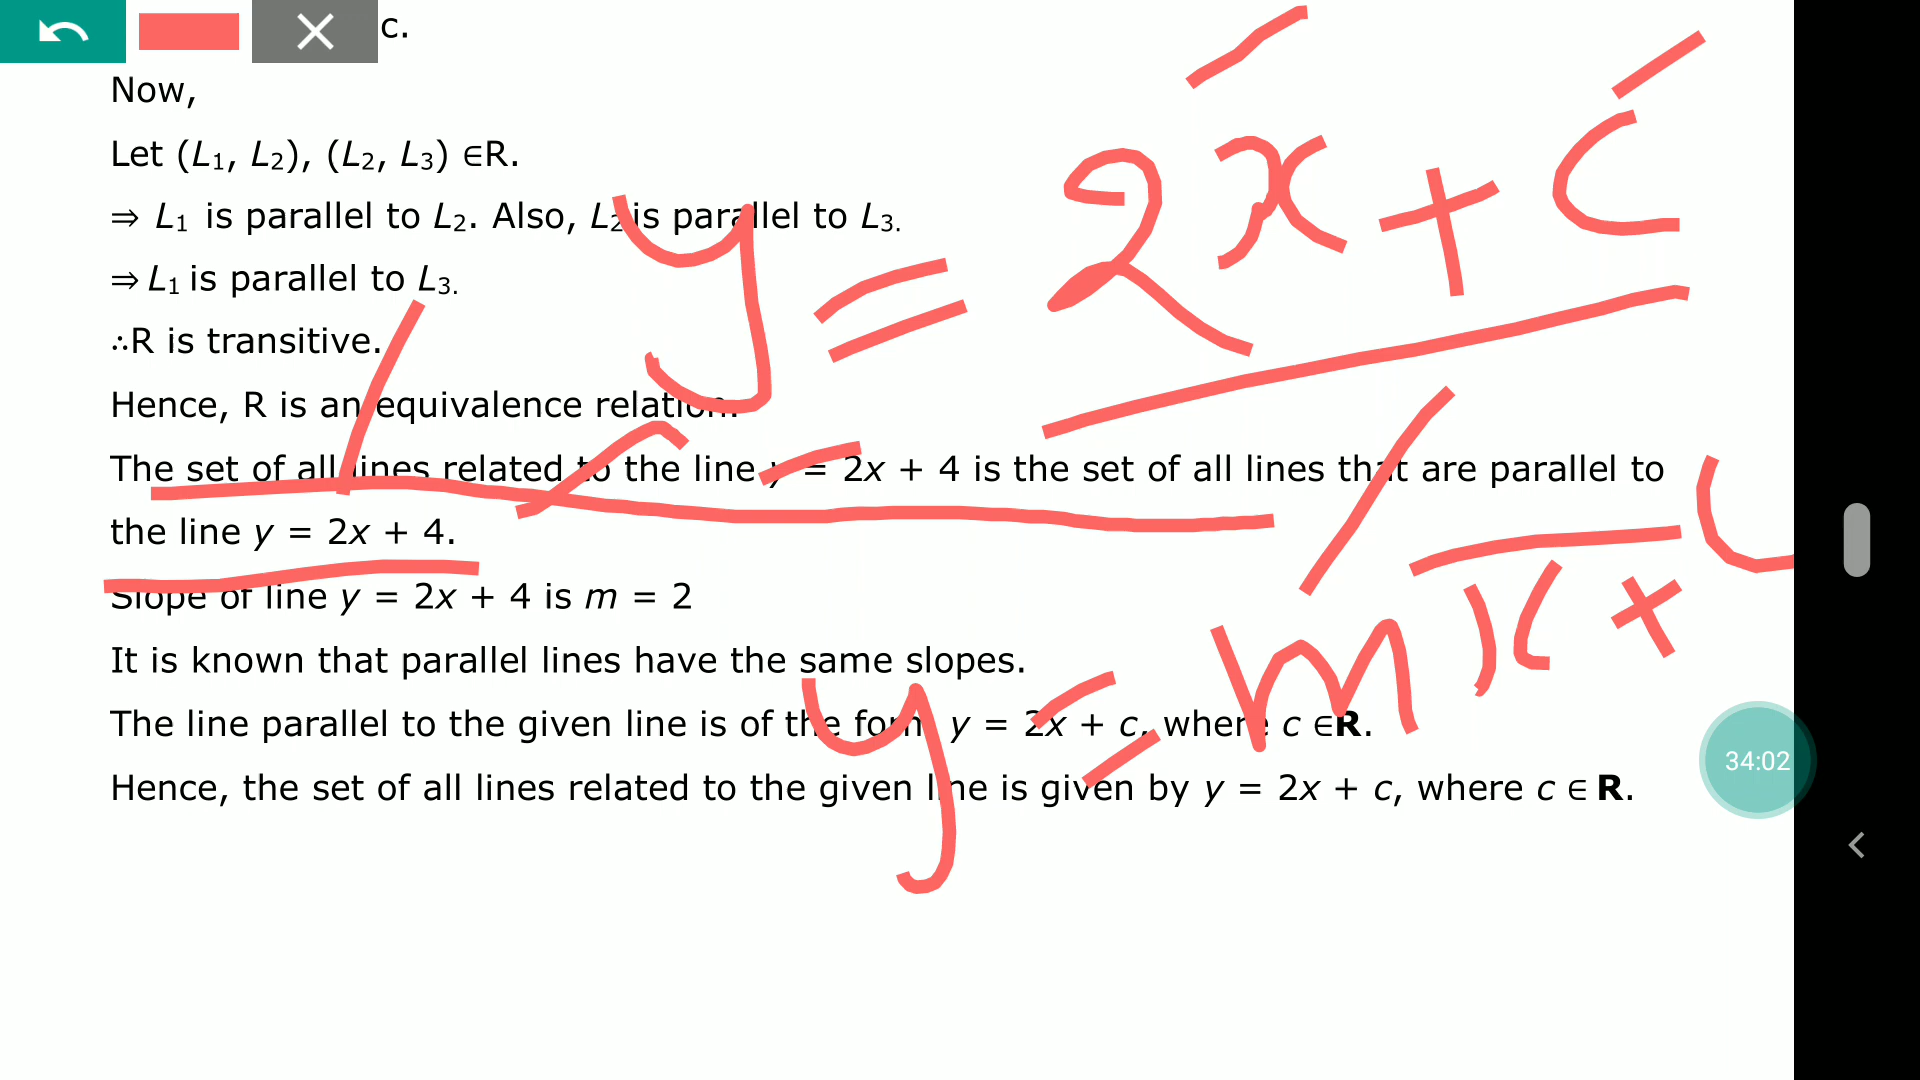 c.
Now,
Let (L1, L2), (L2, L3) ∈R.
⇒ L1 is parallel to L2. Also, L2 is parallel to L3.
⇒ L1 is parallel to L3.
∴R is transitive.
Hence, R is an equivalence relation.
The set of all lines related to the line y = 2x + 4 is the set of all lines that are parallel to
the line y = 2x + 4.
Slope of line y = 2x + 4 is m = 2
It is known that parallel lines have the same slopes.
The line parallel to the given line is of the form y = 2x + c, where c ∈R.
Hence, the set of all lines related to the given line is given by y = 2x + c, where c ∈ R.
y = 2x + c
y = mx + c
34:02